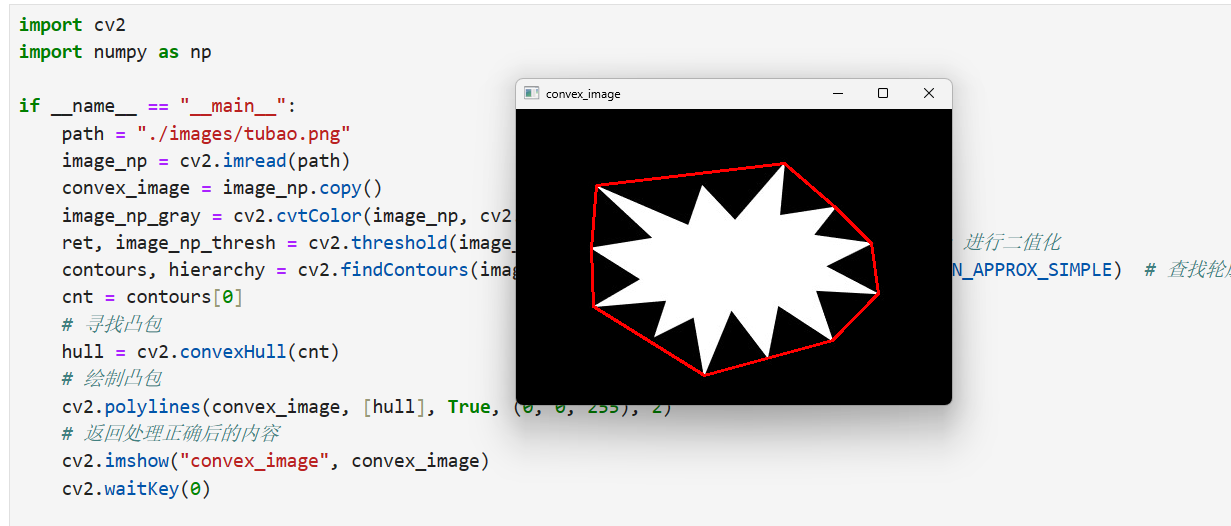 import cv2
import numpy as np
if __name__ == "__main__":
path = "./images/tubao.png"
convex_image
image_np = cv2.imread(path)
convex_image = image_np.copy()
image_np_gray = cv2.cvtColor(image_np, cv2
ret, image_np_thresh = cv2.threshold(image_ 进行二值化
contours, hierarchy = cv2.findContours(imag N_APPROX_SIMPLE) # 查找轮
cnt = contours[0]
# 寻找凸包
hull = cv2.convexHull(cnt)
# 绘制凸包
cv2.polylines(convex_image, [hull], True, (0, 0, 255), 2)
# 返回处理正确后的内容
cv2.imshow("convex_image", convex_image)
cv2.waitKey(0)